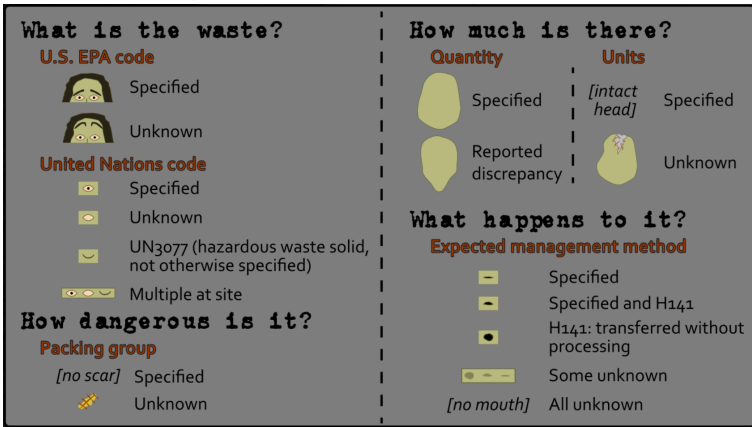 What is the waste?
U.S. EPA code
Specified
Unknown
United Nations code
Specified
Unknown
UN3077 (hazardous waste solid,
not otherwise specified)
Multiple at site
How dangerous is it?
Packing group
[no scar] Specified
Unknown
How much is there?
Quantity Units
Specified
[intact
head]
Specified
Reported
discrepancy
Unknown
What happens to it?
Expected management method
Specified
Specified and H141
H141: transferred without
processing
Some unknown
[no mouth] All unknown